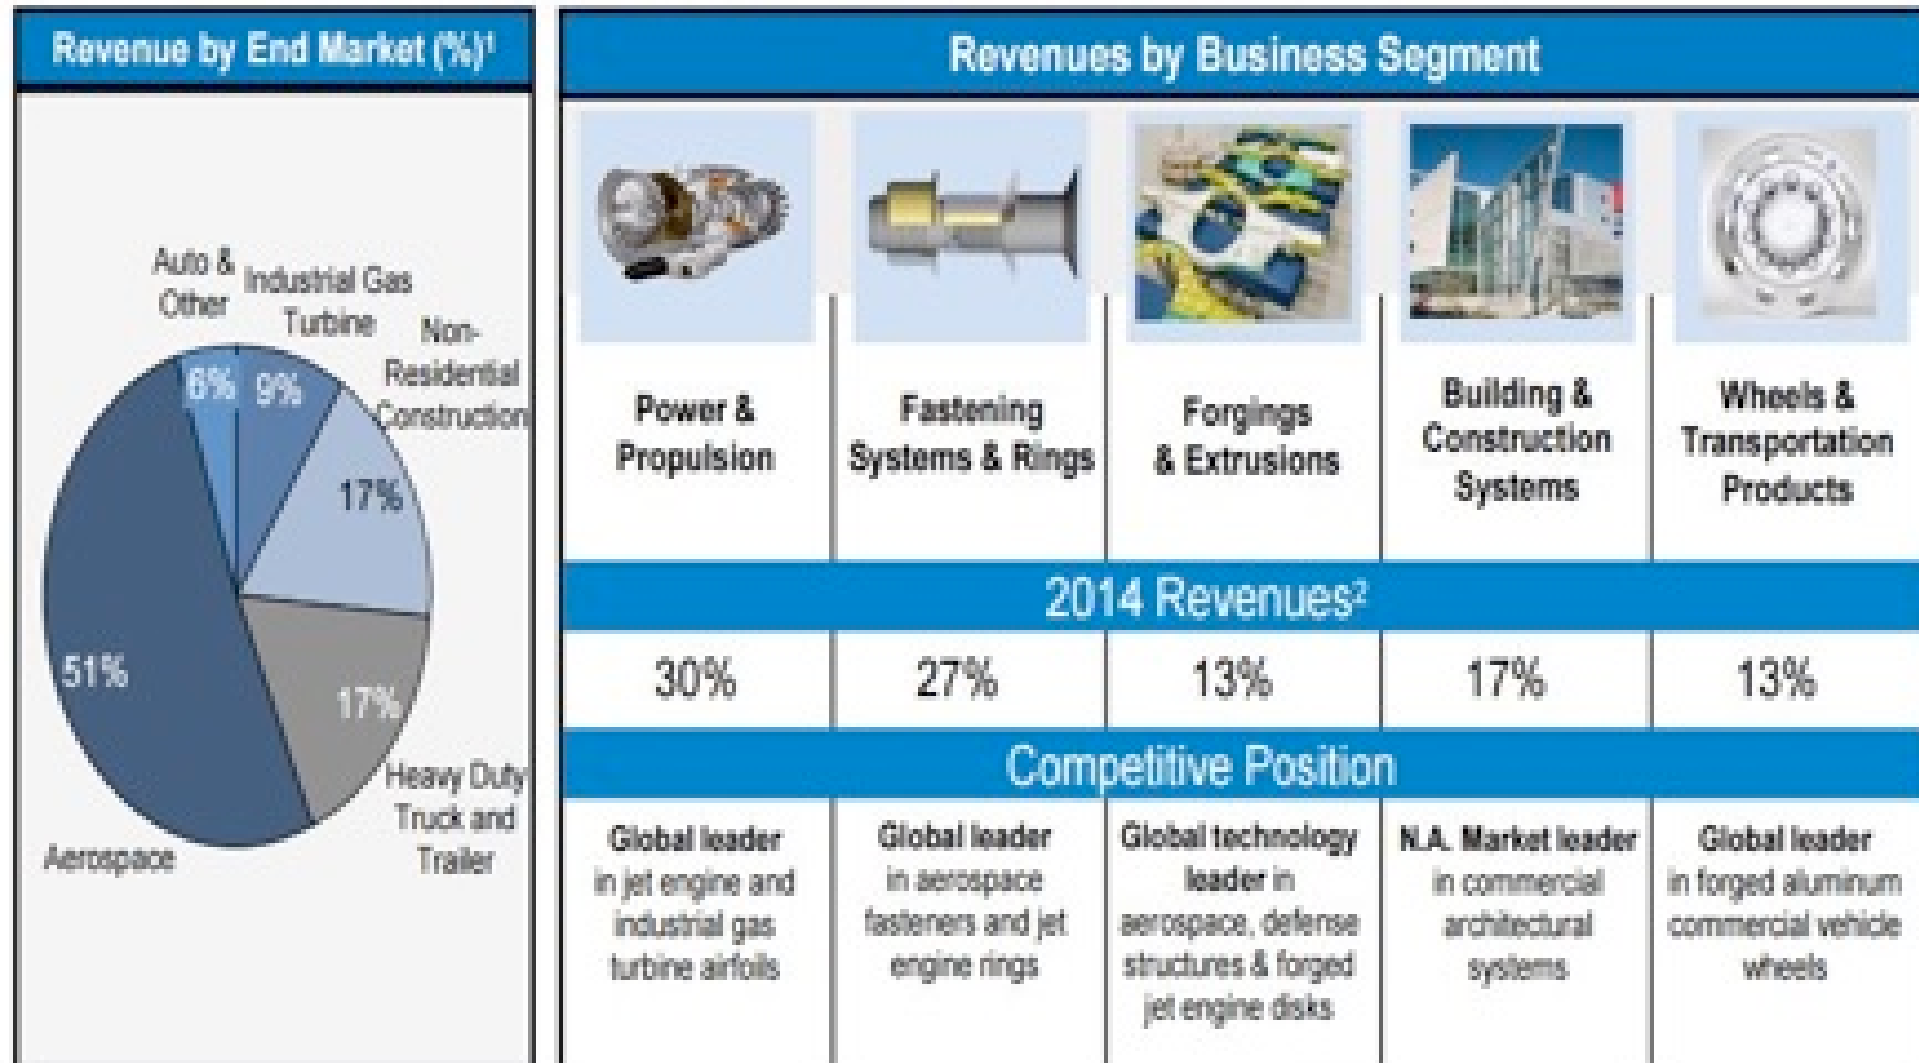 Revenue by End Market (%)¹
Auto &
Other
Industrial Gas
Turbine
Non-
Residential
Construction
6%
9%
17%
51%
17%
Heavy Duty
Truck and
Trailer
Aerospace
Revenues by Business Segment
Power &
Propulsion
Fastening
Systems & Rings
Forgings
& Extrusions
Building &
Construction
Systems
Wheels &
Transportation
Products
2014 Revenues²
30%
27%
13%
17%
13%
Competitive Position
Global leader
in jet engine and
industrial gas
turbine airfoils
Global leader
in aerospace
fasteners and jet
engine rings
Global technology
leader in
aerospace, defense
structures & forged
jet engine disks
N.A. Market leader
in commercial
architectural
systems
Global leader
in forged aluminum
commercial vehicle
wheels